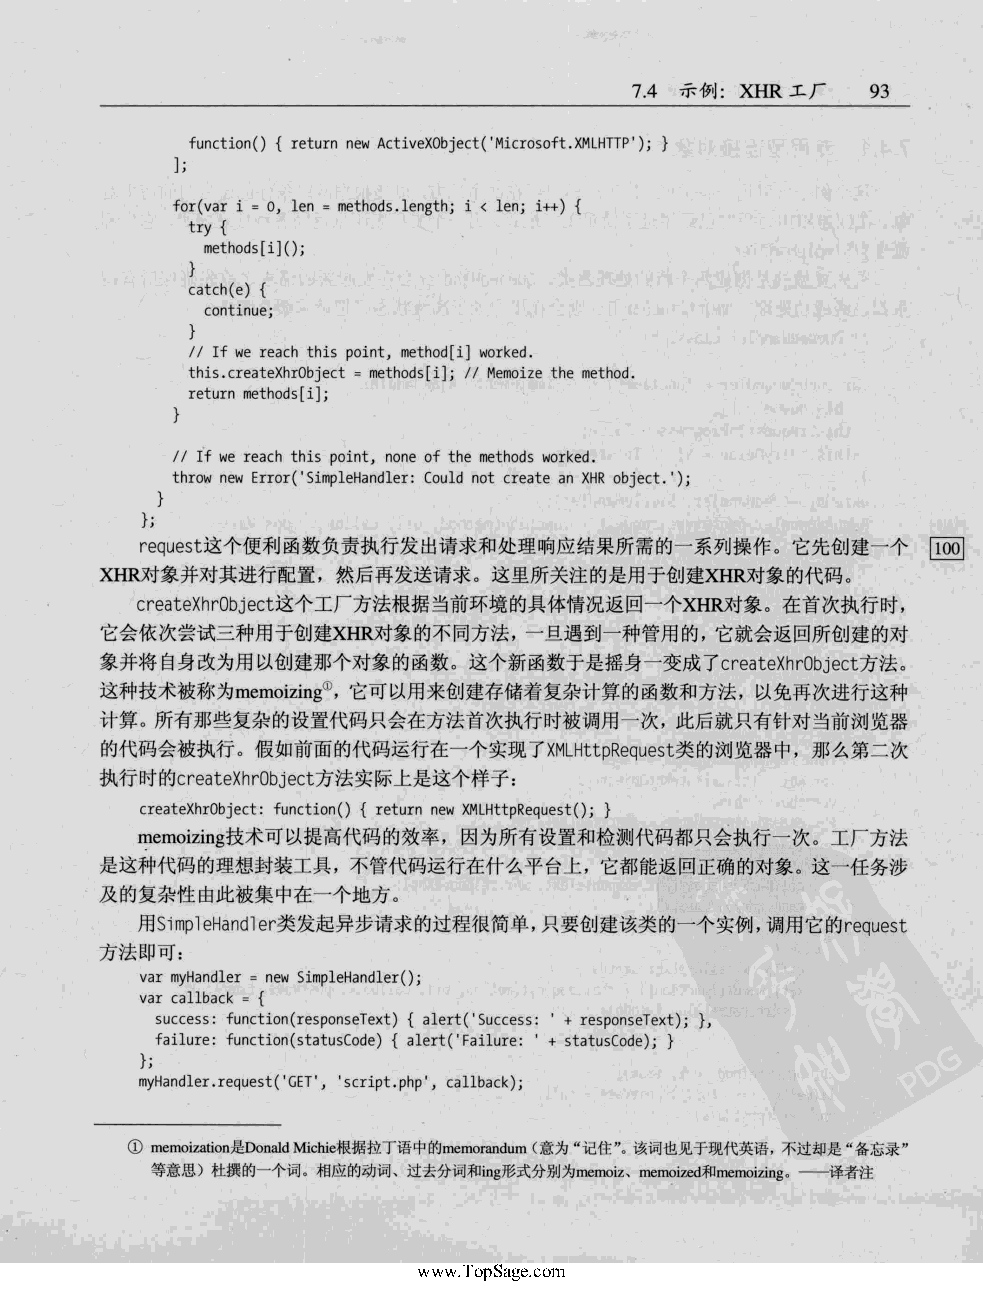 7.4 示例：XHR 工厂 93
function() { return new ActiveXObject('Microsoft.XMLHTTP'); }
];
for(var i = 0, len = methods.length; i < len; i++) {
try {
methods[i]();
}
catch(e) {
continue;
}
// If we reach this point, method[i] worked.
this.createXhrObject = methods[i]; // Memoize the method.
return methods[i];
}
// If we reach this point, none of the methods worked.
throw new Error('SimpleHandler: Could not create an XHR object.');
}
};
request这个便利函数负责执行发出请求和处理响应结果所需的一系列操作。它先创建一个 100
XHR对象并对其进行配置，然后再发送请求。这里所关注的是用于创建XHR对象的代码。
createXhrObject这个工厂方法根据当前环境的具体情况返回一个XHR对象。在首次执行时，
它会依次尝试三种用于创建XHR对象的不同方法，一旦遇到一种管用的，它就会返回所创建的对
象并将自身改为用以创建那个对象的函数。这个新函数于是摇身一变成了createXhrObject方法。
这种技术被称为memoizing①，它可以用来创建存储着复杂计算的函数和方法，以免再次进行这种
计算。所有那些复杂的设置代码只会在方法首次执行时被调用一次，此后就只有针对当前浏览器
的代码会被执行。假如前面的代码运行在一个实现了XMLHttpRequest类的浏览器中，那么第二次
执行时的createXhrObject方法实际上是这个样子：
createXhrObject: function() { return new XMLHttpRequest(); }
memoizing技术可以提高代码的效率，因为所有设置和检测代码都只会执行一次。工厂方法
是这种代码的理想封装工具，不管代码运行在什么平台上，它都能返回正确的对象。这一任务涉
及的复杂性由此被集中在一个地方。
用SimpleHandler类发起异步请求的过程很简单，只要创建该类的一个实例，调用它的request
方法即可：
var myHandler = new SimpleHandler();
var callback = {
success: function(responseText) { alert('Success: ' + responseText); },
failure: function(statusCode) { alert('Failure: ' + statusCode); }
};
myHandler.request('GET', 'script.php', callback);
PDG
① memoization是Donald Michie根据拉丁语中的memorandum（意为“记住”。该词也见于现代英语，不过却是“备忘录”
等意思）杜撰的一个词。相应的动词、过去分词和ing形式分别为memoiz、memoized和memoizing。——译者注
www.TopSage.com